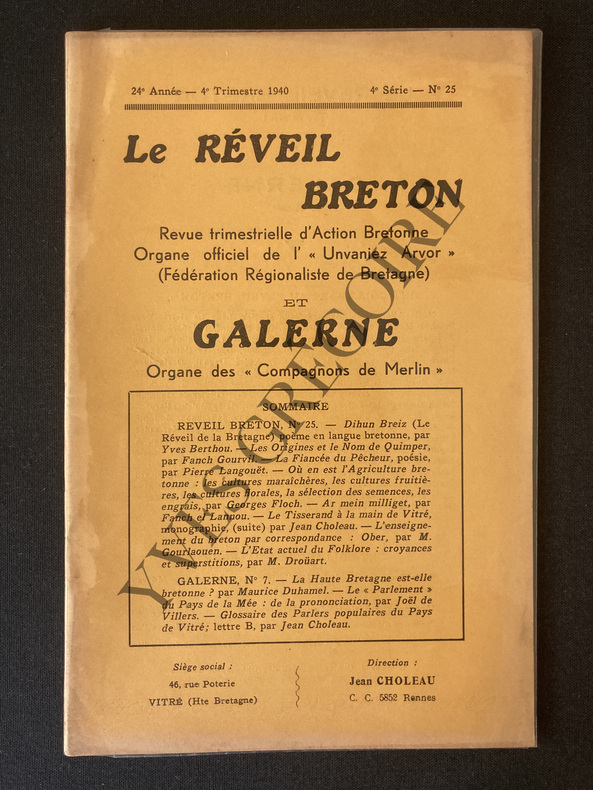 24e Année — 4e Trimestre 1940 4e Série — No 25
Le RÉVEIL
BRETON
Revue trimestrielle d'Action Bretonne
Organe officiel de l' « Unvaniez Arvor »
(Fédération Régionaliste de Bretagne)
ET
GALERNE
Organe des « Compagnons de Merlin »
SOMMAIRE
REVEIL BRETON, No 25. — Dihun Breiz (Le
Réveil de la Bretagne) poème en langue bretonne, par
Yves Berthou. — Les Origines et le Nom de Quimper,
par Fanch Gourvil. — La Fiancée du Pêcheur, poésie,
par Pierre Langouët. — Où en est l'Agriculture bre-
tonne : les cultures maraîchères, les cultures fruitiè-
res, les cultures florales, la sélection des semences, les
engrais, par Georges Floch. — Ar mein milliget, par
Fanch e Lanlou. — Le Tisserand à la main de Vitré,
monographie, (suite) par Jean Choleau. — L'enseigne-
ment du breton par correspondance : Ober, par M.
Gourlaouen. — L'Etat actuel du Folklore : croyances
et superstitions, par M. Droüart.
GALERNE, No 7. — La Haute Bretagne est-elle
bretonne ? par Maurice Duhamel. — Le « Parlement »
du Pays de la Mée : de la prononciation, par Joël de
Villers. — Glossaire des Parlers populaires du Pays
de Vitré; lettre B, par Jean Choleau.
Siège social :
46, rue Poterie
VITRÉ (Hte Bretagne)
Direction :
Jean CHOLEAU
C. C. 5852 Rennes
YVES GREGOIRE